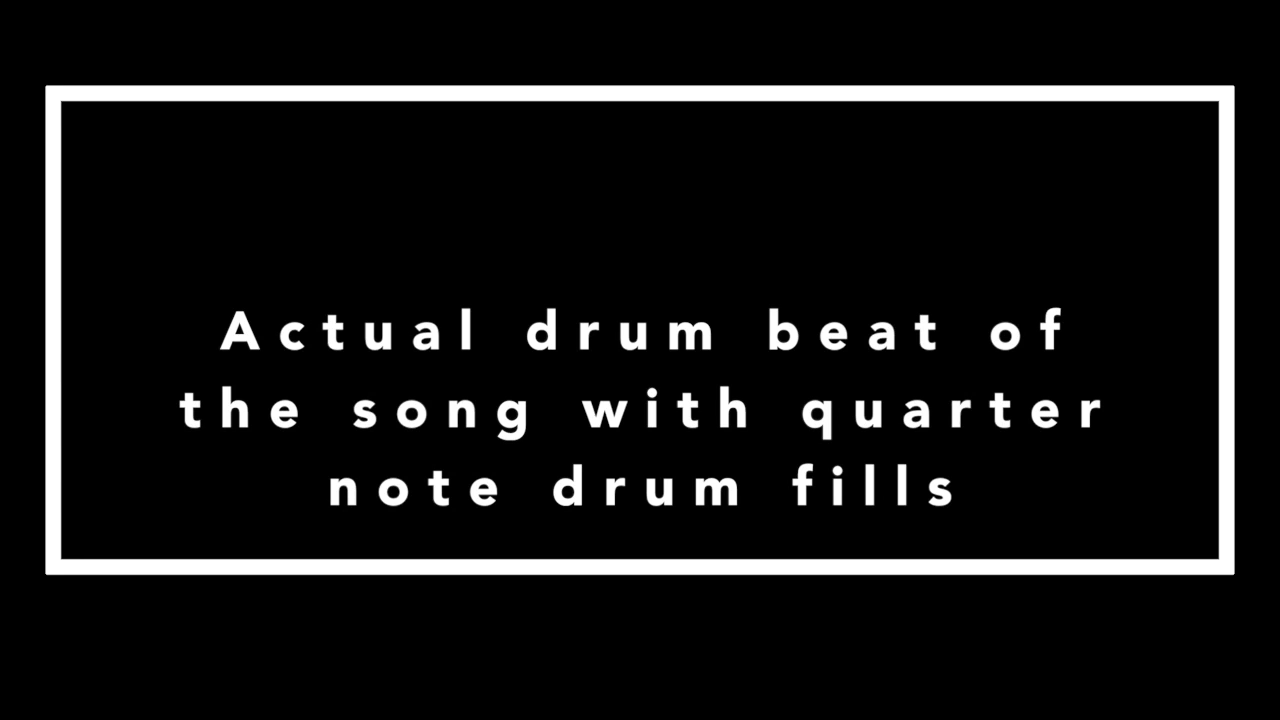 Actual drum beat of
the song with quarter
note drum fills